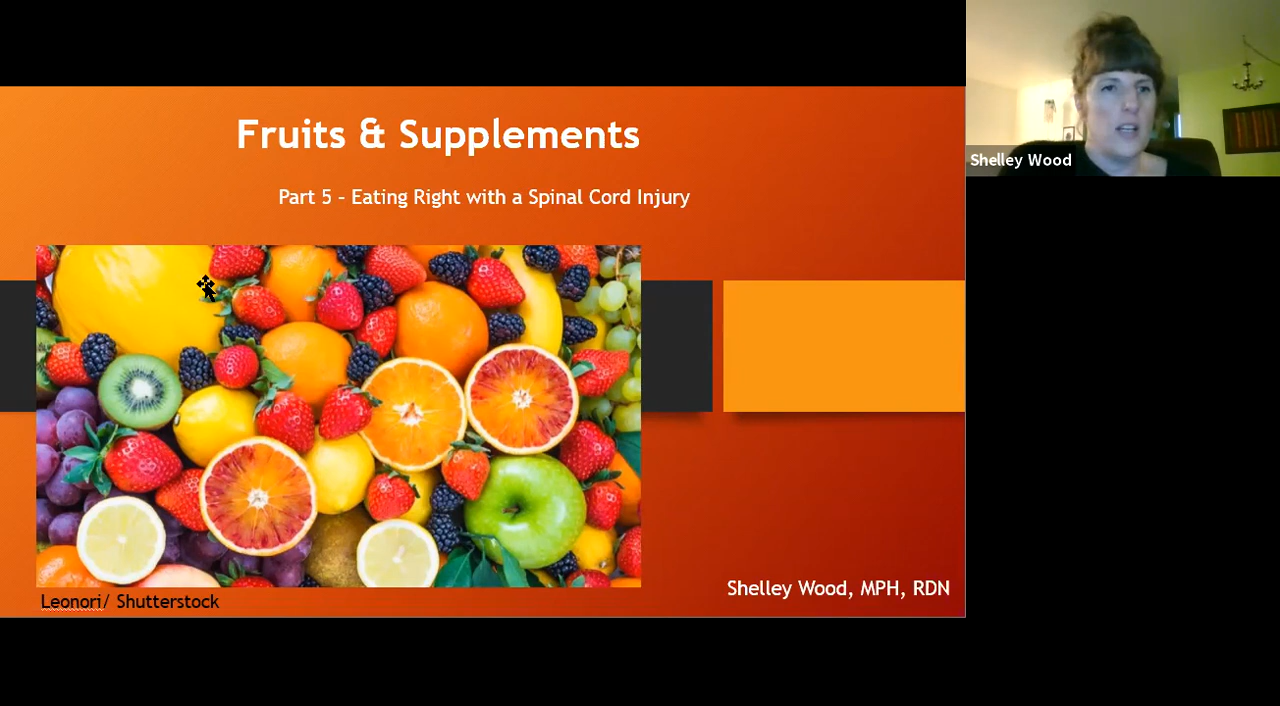 Fruits & Supplements
Part 5 – Eating Right with a Spinal Cord Injury
Shelley Wood
Leonori/ Shutterstock
Shelley Wood, MPH, RDN